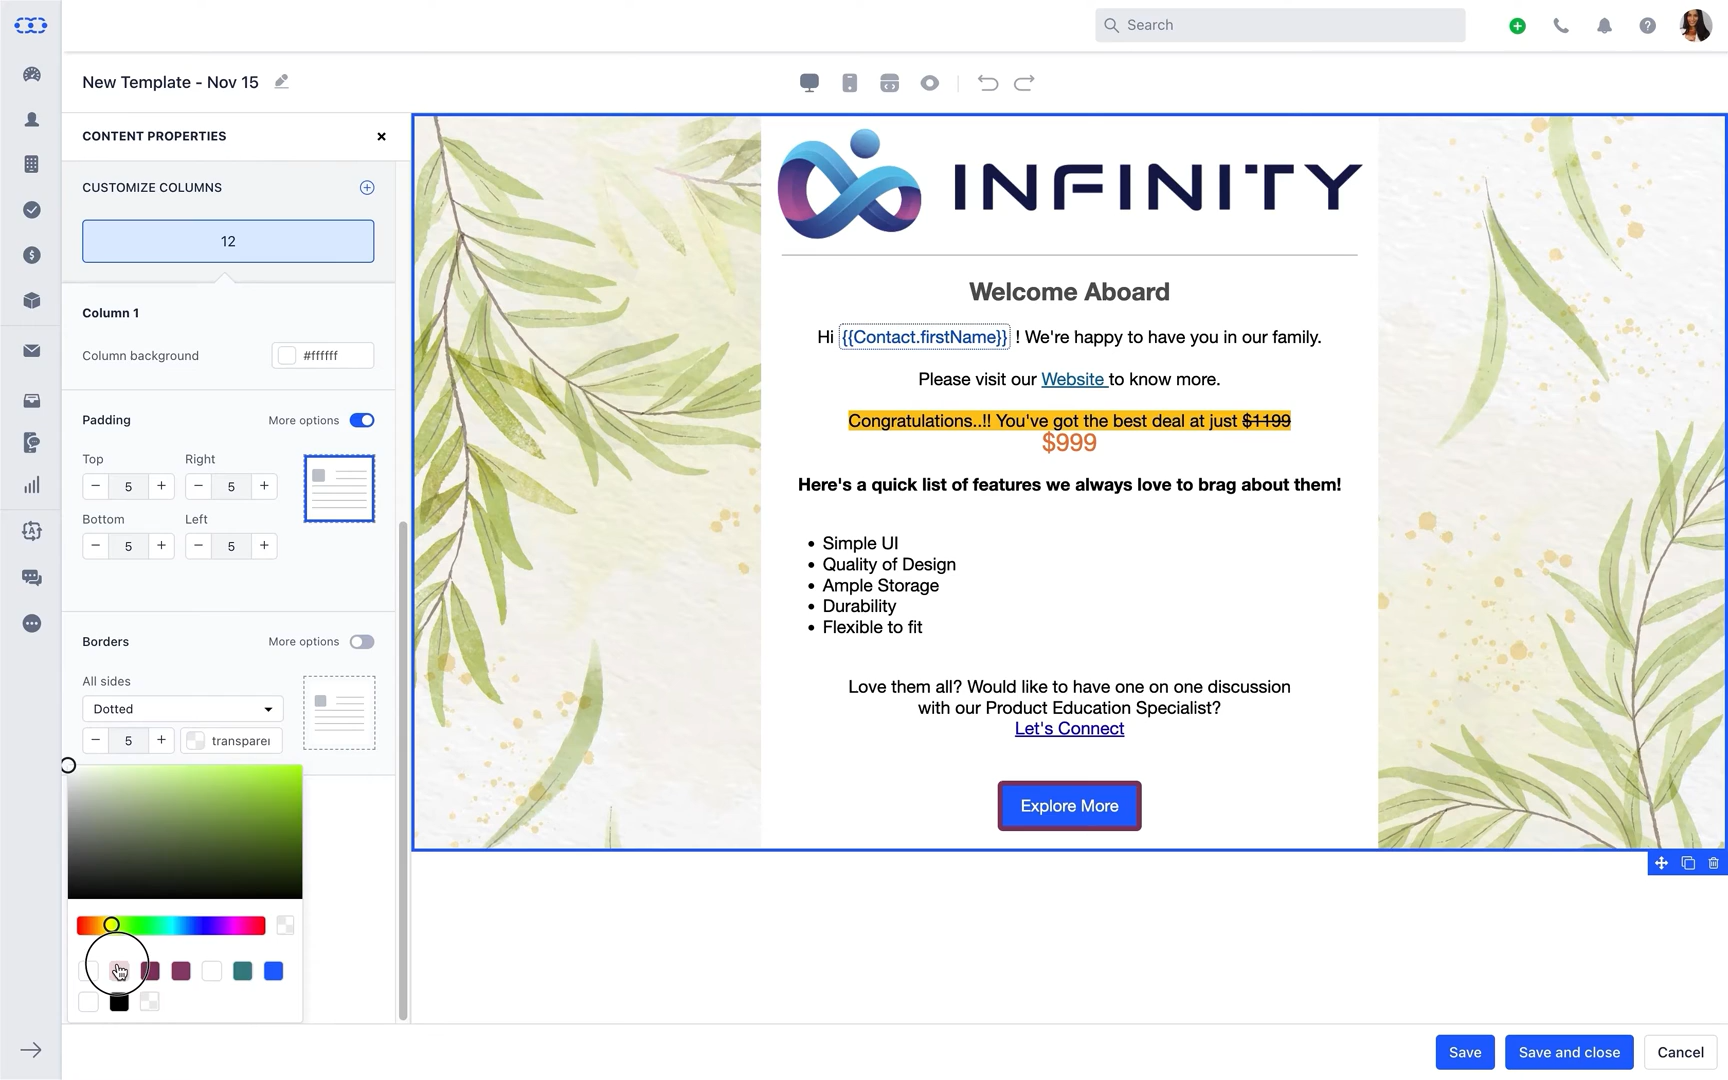 Search
New Template - Nov 15
CONTENT PROPERTIES
CUSTOMIZE COLUMNS
12
Column 1
Column background
#ffffff
Padding
More options
Top
Right
5
5
Bottom
Left
5
5
Borders
More options
All sides
Dotted
5
transparei
INFINITY
Welcome Aboard
Hi {{Contact.firstName}} ! We're happy to have you in our family.
Please visit our Website to know more.
Congratulations..!! You've got the best deal at just $1199
$999
Here's a quick list of features we always love to brag about them!
• Simple UI
• Quality of Design
• Ample Storage
• Durability
• Flexible to fit
Love them all? Would like to have one on one discussion
with our Product Education Specialist?
Let's Connect
Explore More
Save
Save and close
Cancel